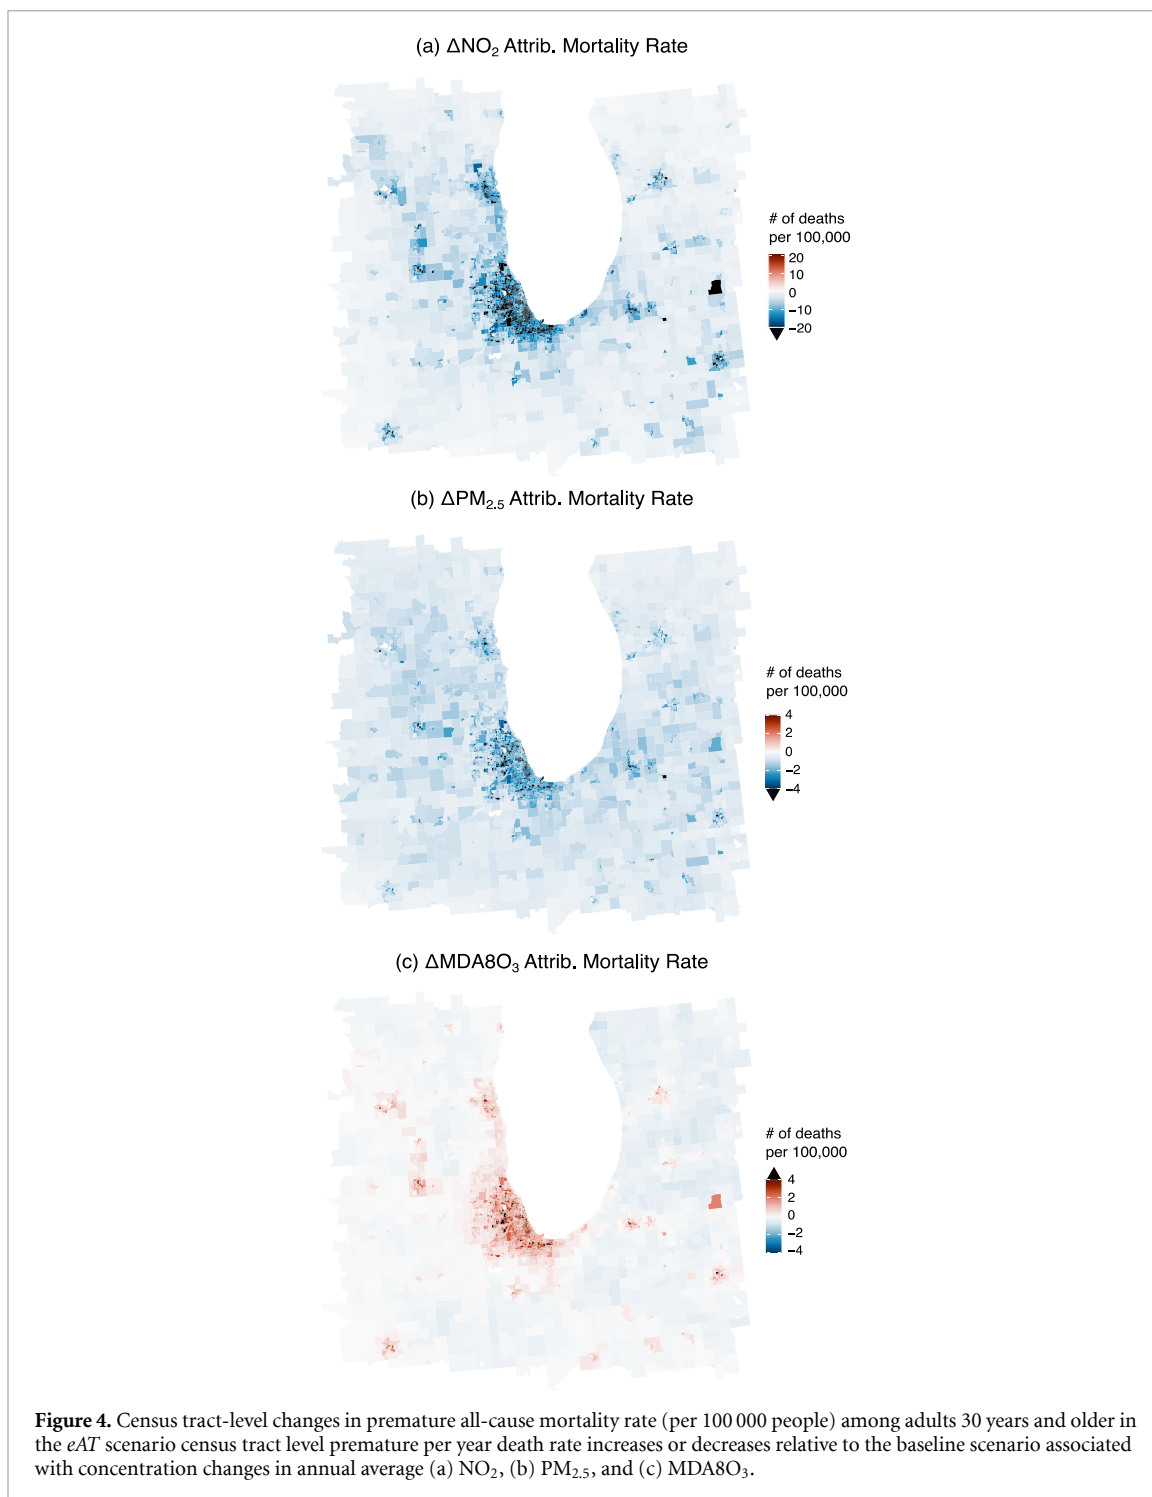 (a) ΔNO₂ Attrib. Mortality Rate
# of deaths
per 100,000
20
10
0
−10
−20
(b) ΔPM₂.₅ Attrib. Mortality Rate
# of deaths
per 100,000
4
2
0
−2
−4
(c) ΔMDA8O₃ Attrib. Mortality Rate
# of deaths
per 100,000
4
2
0
−2
−4
Figure 4. Census tract-level changes in premature all-cause mortality rate (per 100 000 people) among adults 30 years and older in
the eAT scenario census tract level premature per year death rate increases or decreases relative to the baseline scenario associated
with concentration changes in annual average (a) NO₂, (b) PM₂.₅, and (c) MDA8O₃.